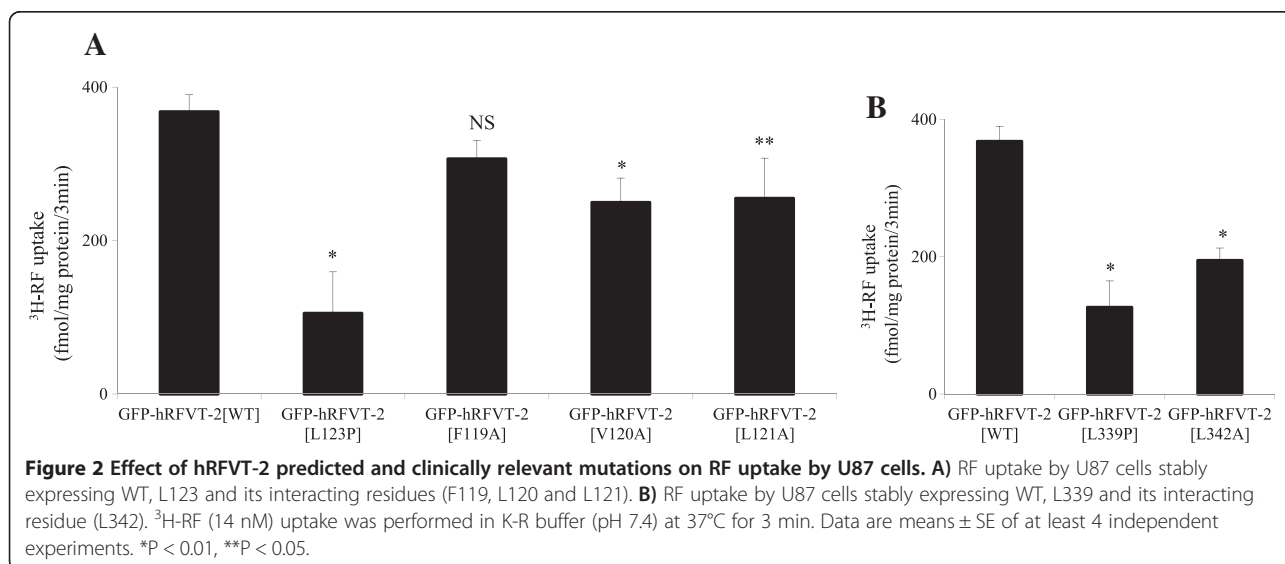 A
400
200
0
³H-RF uptake
(fmol/mg protein/3min)
*
NS
*
**
GFP-hRFVT-2[WT]
GFP-hRFVT-2
[L123P]
GFP-hRFVT-2
[F119A]
GFP-hRFVT-2
[V120A]
GFP-hRFVT-2
[L121A]
B
400
200
0
³H-RF uptake
(fmol/mg protein/3min)
*
*
GFP-hRFVT-2
[WT]
GFP-hRFVT-2
[L339P]
GFP-hRFVT-2
[L342A]
Figure 2 Effect of hRFVT-2 predicted and clinically relevant mutations on RF uptake by U87 cells. A) RF uptake by U87 cells stably
expressing WT, L123 and its interacting residues (F119, L120 and L121). B) RF uptake by U87 cells stably expressing WT, L339 and its interacting
residue (L342). ³H-RF (14 nM) uptake was performed in K-R buffer (pH 7.4) at 37°C for 3 min. Data are means ± SE of at least 4 independent
experiments. *P < 0.01, **P < 0.05.